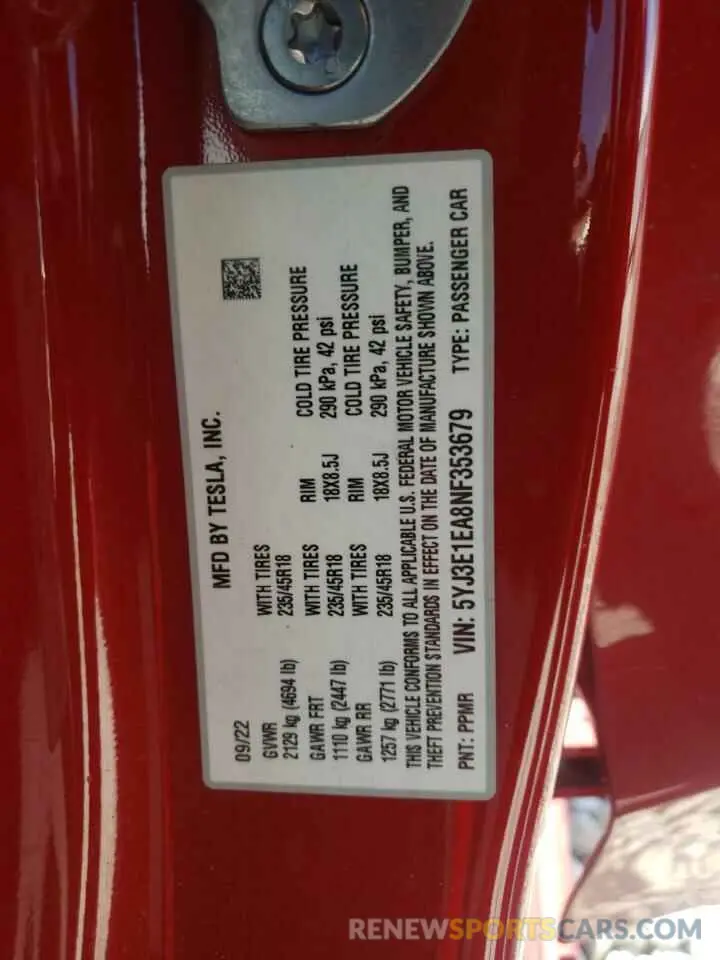 MFD BY TESLA, INC.
09/22
GVWR WITH TIRES
2129 kg (4694 lb) 235/45R18
GAWR FRT WITH TIRES RIM COLD TIRE PRESSURE
1110 kg (2447 lb) 235/45R18 18X8.5J 290 kPa, 42 psi
GAWR RR WITH TIRES RIM COLD TIRE PRESSURE
1257 kg (2771 lb) 235/45R18 18X8.5J 290 kPa, 42 psi
THIS VEHICLE CONFORMS TO ALL APPLICABLE U.S. FEDERAL MOTOR VEHICLE SAFETY, BUMPER, AND
THEFT PREVENTION STANDARDS IN EFFECT ON THE DATE OF MANUFACTURE SHOWN ABOVE.
PNT: PPMR VIN: 5YJ3E1EA8NF353679 TYPE: PASSENGER CAR
RENEWSPORTSCARS.COM